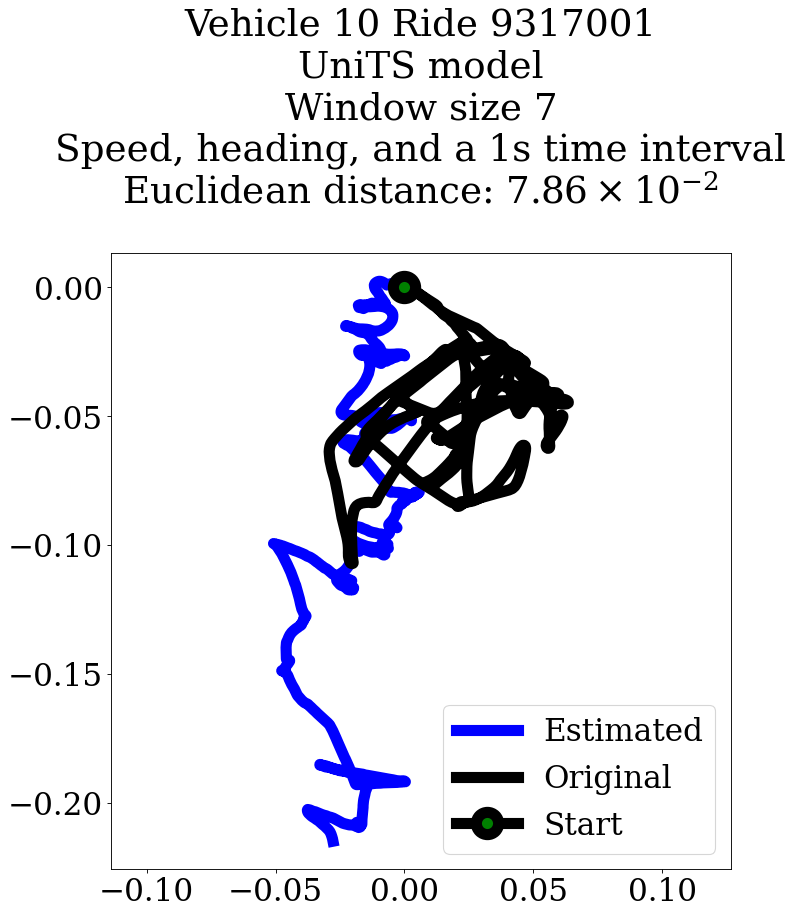 Vehicle 10 Ride 9317001
UniTS model
Window size 7
Speed, heading, and a 1s time interval
Euclidean distance: 7.86 × 10⁻²
0.00
−0.05
−0.10
−0.15
−0.20
Estimated
Original
Start
−0.10 −0.05 0.00 0.05 0.10